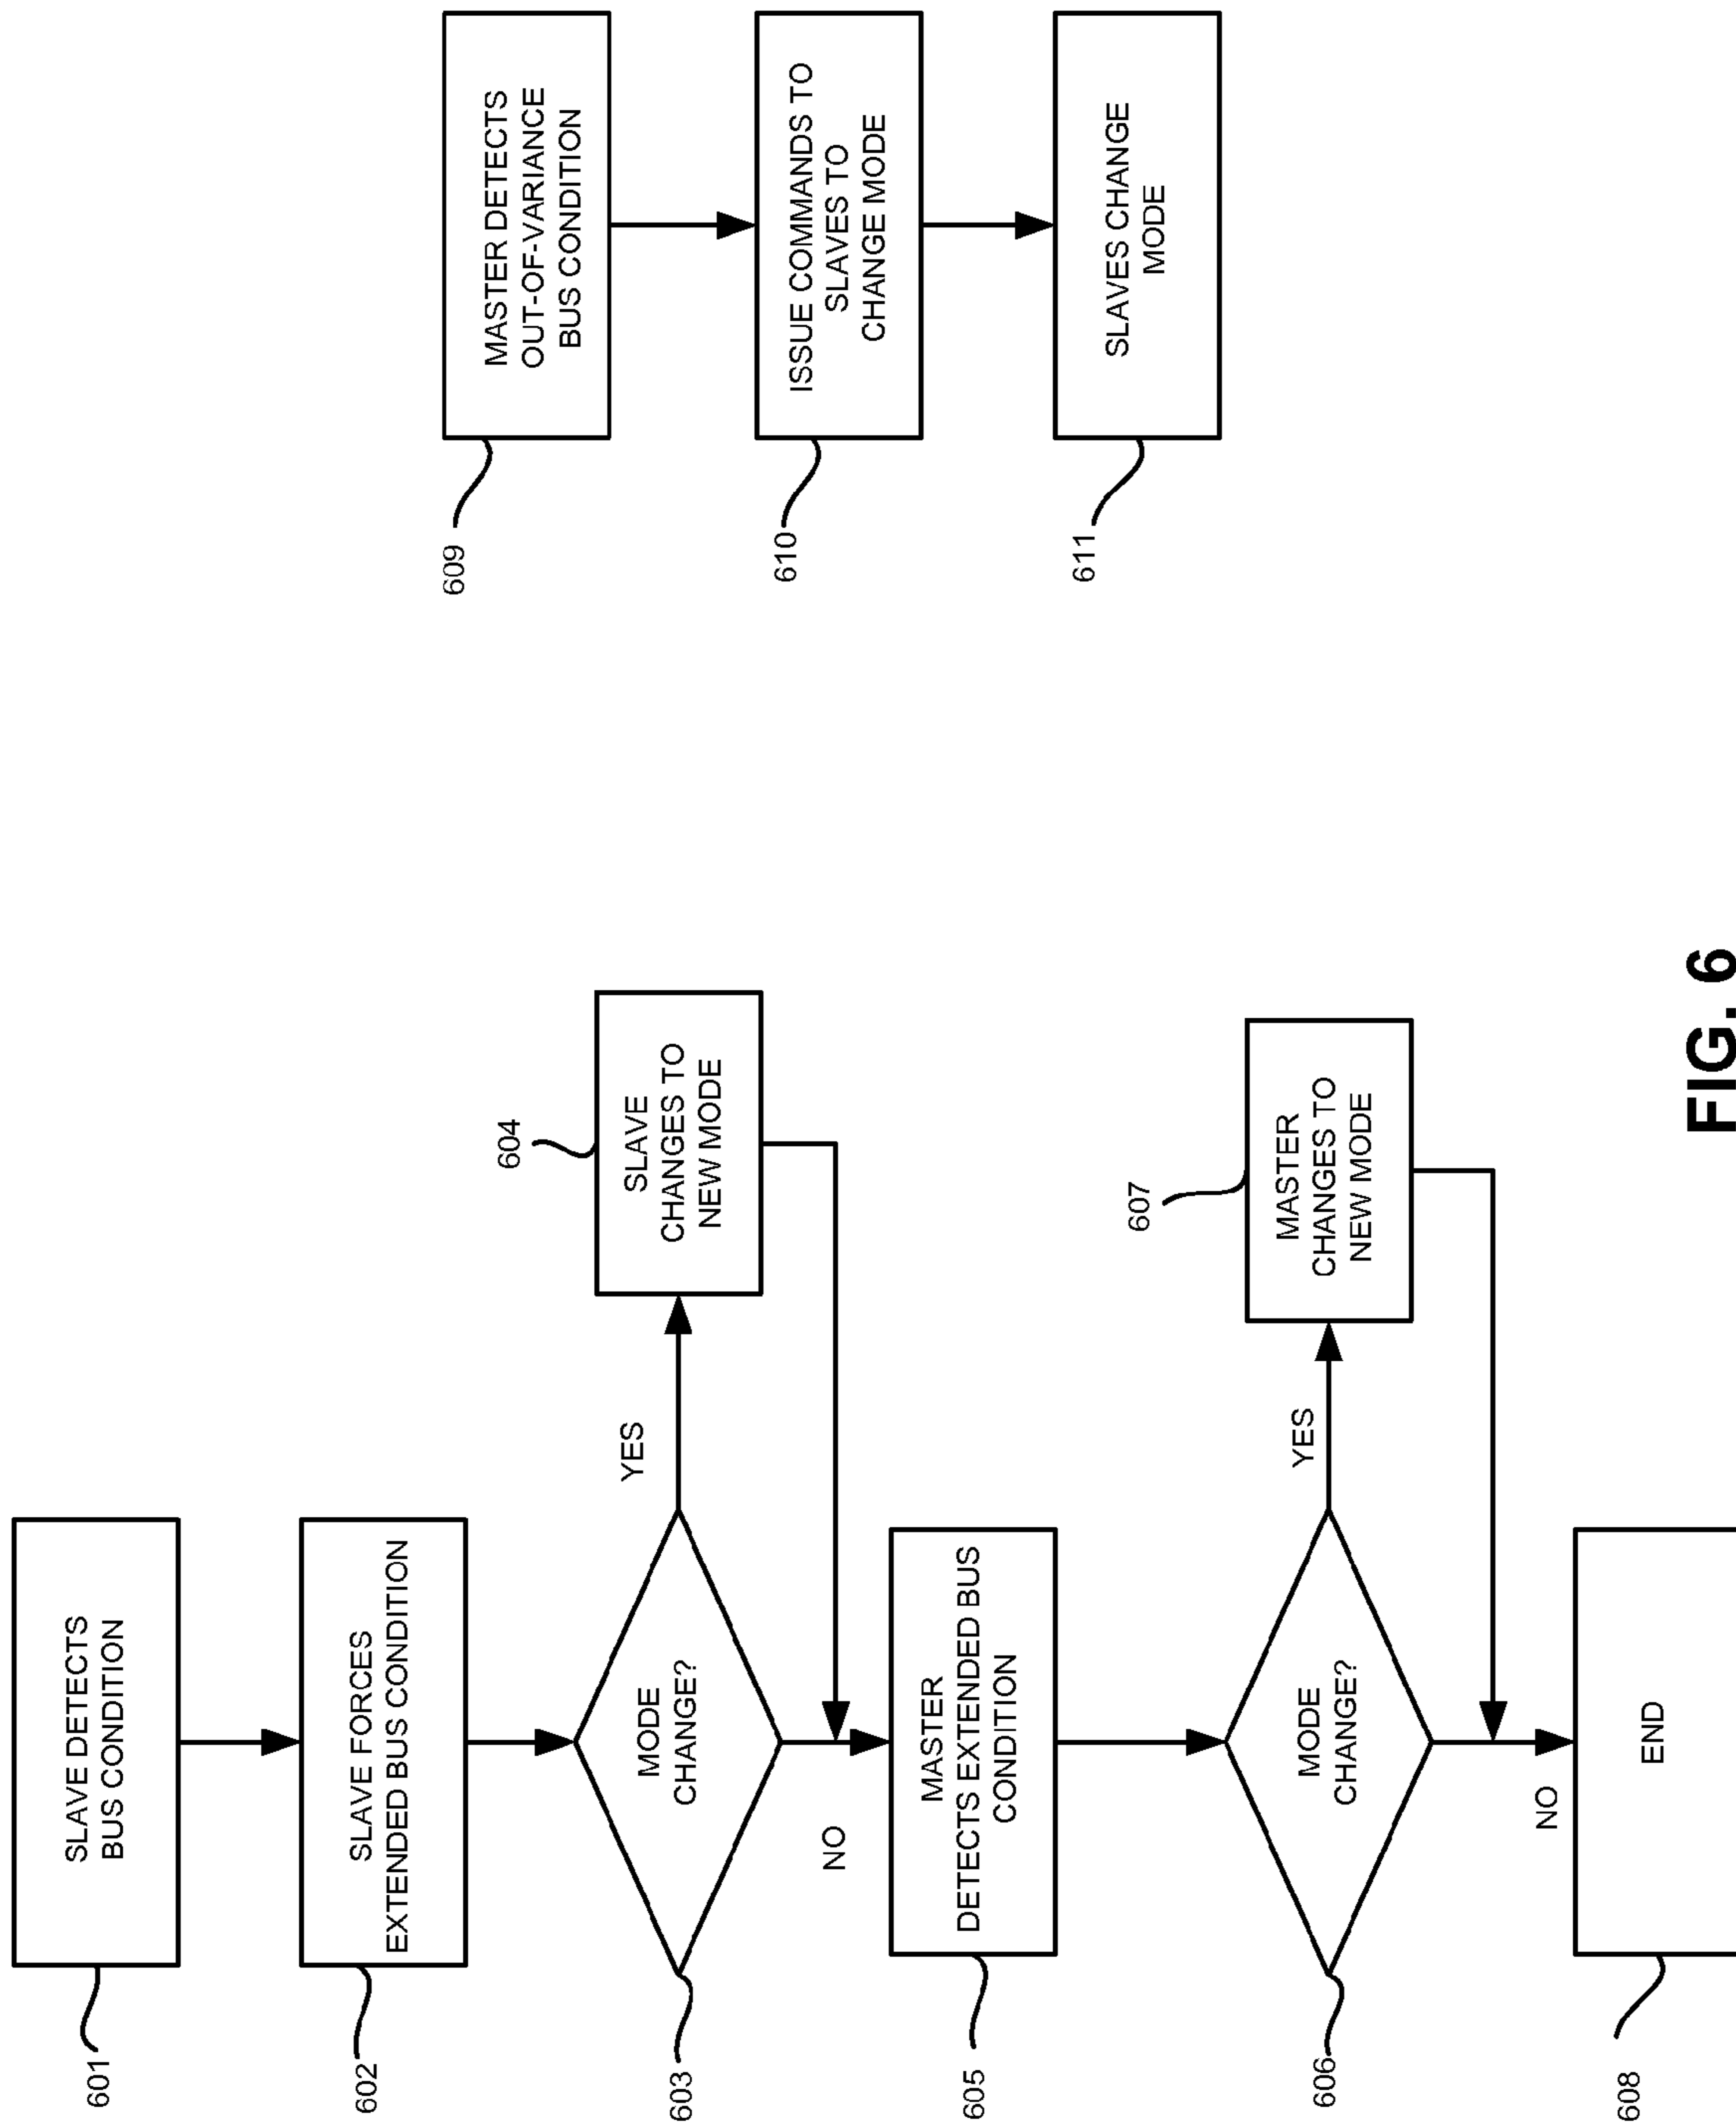 601
SLAVE DETECTS
BUS CONDITION
602
SLAVE FORCES
EXTENDED BUS CONDITION
603
MODE
CHANGE?
YES
604
SLAVE
CHANGES TO
NEW MODE
NO
605
MASTER
DETECTS EXTENDED BUS
CONDITION
606
MODE
CHANGE?
YES
607
MASTER
CHANGES TO
NEW MODE
NO
608
END
609
MASTER DETECTS
OUT-OF-VARIANCE
BUS CONDITION
610
ISSUE COMMANDS TO
SLAVES TO
CHANGE MODE
611
SLAVES CHANGE
MODE
FIG. 6